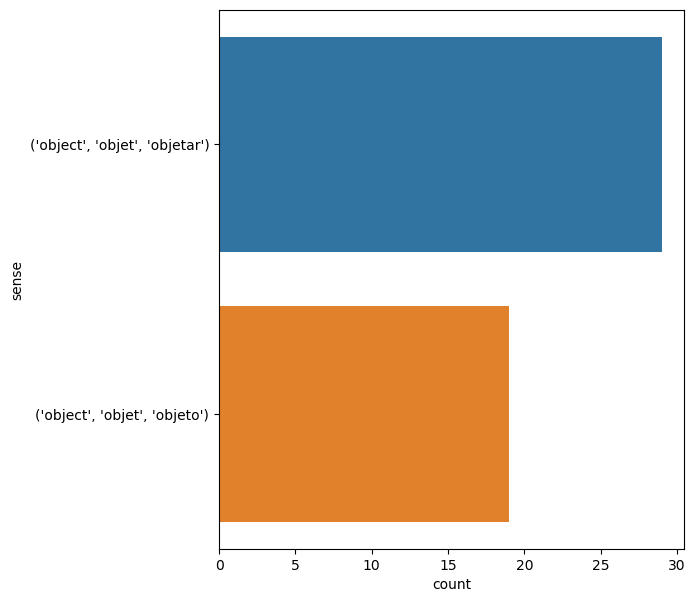 ('object', 'objet', 'objetar')
('object', 'objet', 'objeto')
sense
0 5 10 15 20 25 30
count